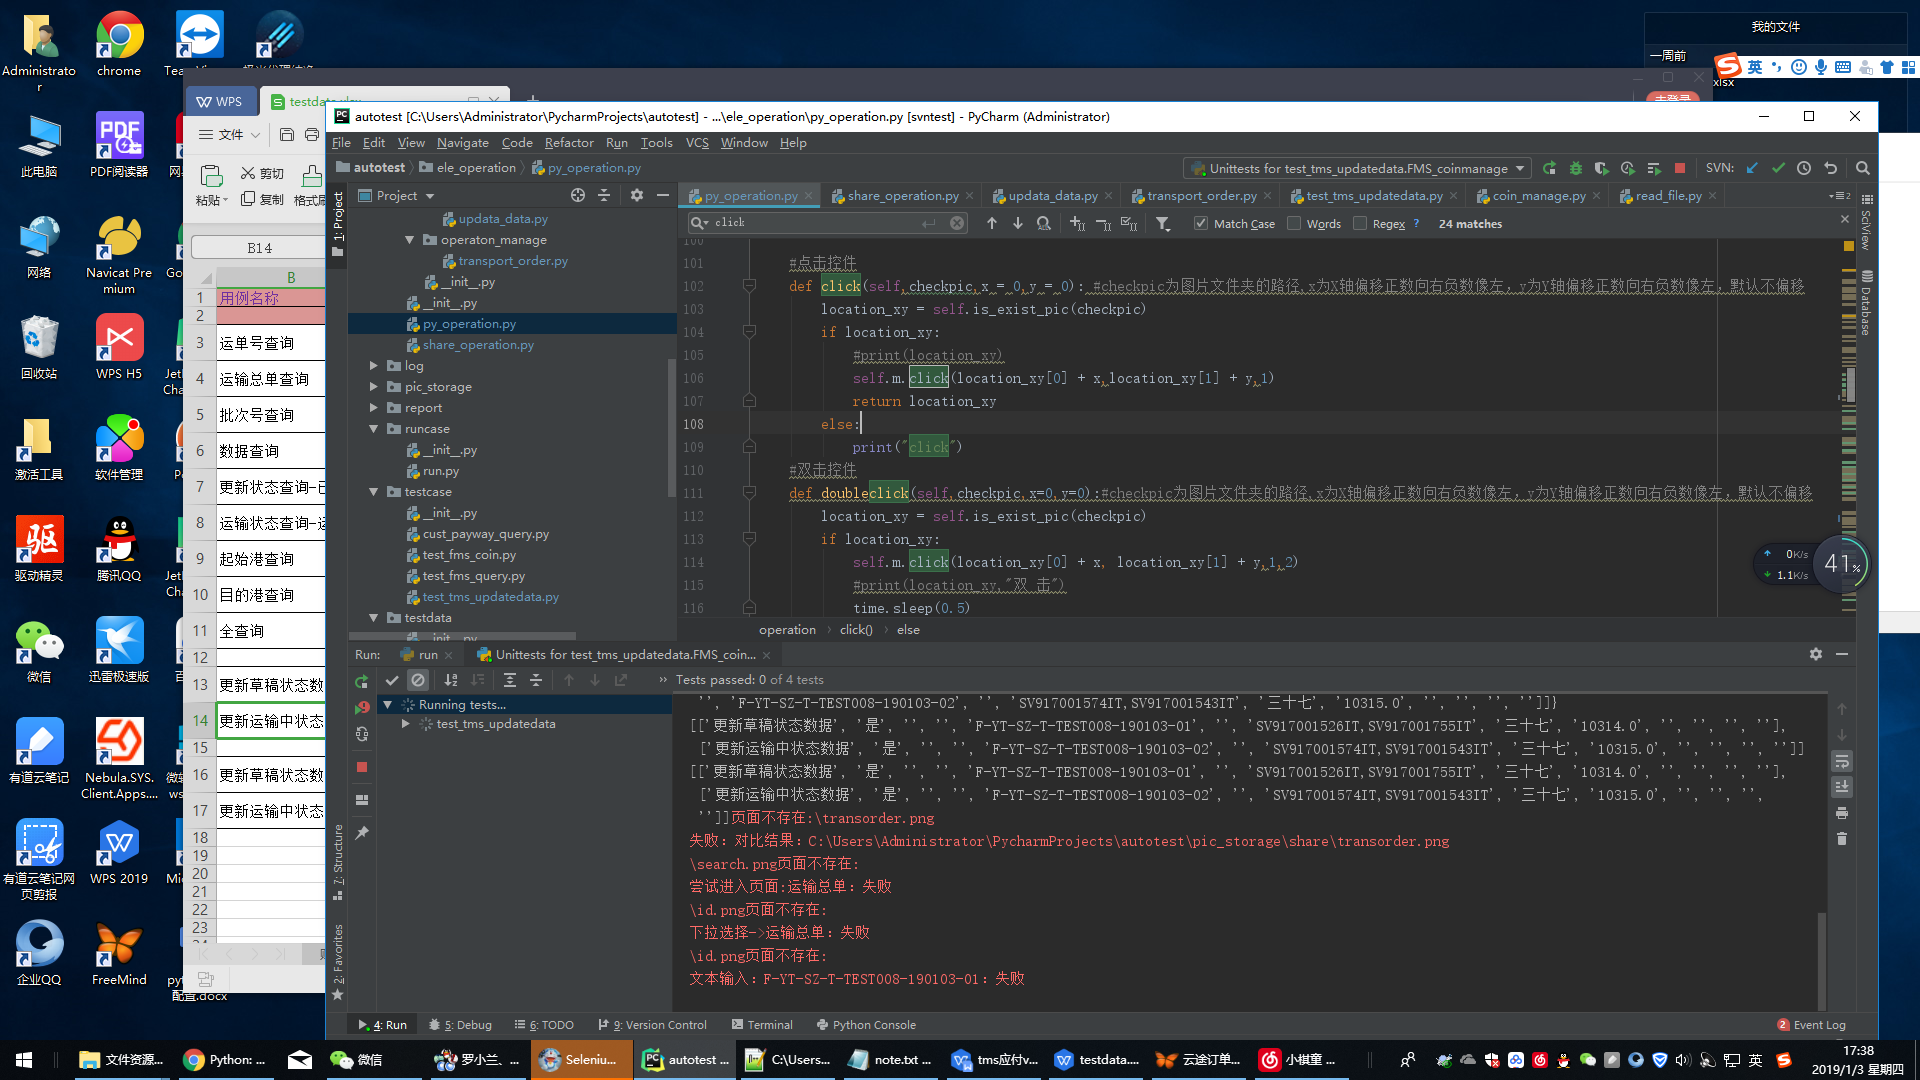 Administrato
r
chrome
我的文件
一周前
xlsx
英
WPS
testdata.xlsx
文件
粘贴
剪切
复制
格式刷
B14
B
1 用例名称
2
3 运单号查询
4 运输总单查询
5 批次号查询
6 数据查询
7 更新状态查询-已
8 运输状态查询-运
9 起始港查询
10 目的港查询
11 全查询
12
13 更新草稿状态数
14 更新运输中状态
15
16 更新草稿状态数
17 更新运输中状态
18
19
20
21
22
23
此电脑
PDF阅读器
网络
Navicat Pre
mium
回收站
WPS H5
激活工具
软件管理
驱动精灵
腾讯QQ
微信
迅雷极速版
有道云笔记
Nebula.SYS.
Client.Apps....
有道云笔记网
页剪报
WPS 2019
企业QQ
FreeMind
配置.docx
autotest [C:\Users\Administrator\PycharmProjects\autotest] - ...\ele_operation\py_operation.py [svntest] - PyCharm (Administrator)
File Edit View Navigate Code Refactor Run Tools VCS Window Help
autotest ele_operation py_operation.py
Unittests for test_tms_updatedata.FMS_coinmanage
SVN:
1: Project
Project
py_operation.py share_operation.py updata_data.py transport_order.py test_tms_updatedata.py coin_manage.py read_file.py
click
Match Case Words Regex ? 24 matches
SciView
Database
updata_data.py
operaton_manage
transport_order.py
__init__.py
__init__.py
py_operation.py
share_operation.py
log
pic_storage
report
runcase
__init__.py
run.py
testcase
__init__.py
cust_payway_query.py
test_fms_coin.py
test_fms_query.py
test_tms_updatedata.py
testdata
__init__.py
100
101 #点击控件
102 def click(self,checkpic,x = 0,y = 0): #checkpic为图片文件夹的路径,x为X轴偏移正数向右负数像左，y为Y轴偏移正数向右负数像左，默认不偏移
103 location_xy = self.is_exist_pic(checkpic)
104 if location_xy:
105 #print(location_xy)
106 self.m.click(location_xy[0] + x,location_xy[1] + y,1)
107 return location_xy
108 else:
109 print("click")
110 #双击控件
111 def doubleclick(self,checkpic,x=0,y=0):#checkpic为图片文件夹的路径,x为X轴偏移正数向右负数像左，y为Y轴偏移正数向右负数像左，默认不偏移
112 location_xy = self.is_exist_pic(checkpic)
113 if location_xy:
114 self.m.click(location_xy[0] + x, location_xy[1] + y,1,2)
115 #print(location_xy,"双 击")
116 time.sleep(0.5)
operation click() else
0K/s
1.1K/s
41%
Run: run Unittests for test_tms_updatedata.FMS_coin...
Tests passed: 0 of 4 tests
Running tests...
test_tms_updatedata
'', 'F-YT-SZ-T-TEST008-190103-02', '', 'SV917001574IT,SV917001543IT', '三十七', '10315.0', '', '', '', '']]}
[['更新草稿状态数据', '是', '', '', 'F-YT-SZ-T-TEST008-190103-01', '', 'SV917001526IT,SV917001755IT', '三十七', '10314.0', '', '', '', ''],
['更新运输中状态数据', '是', '', '', 'F-YT-SZ-T-TEST008-190103-02', '', 'SV917001574IT,SV917001543IT', '三十七', '10315.0', '', '', '', '']]
[['更新草稿状态数据', '是', '', '', 'F-YT-SZ-T-TEST008-190103-01', '', 'SV917001526IT,SV917001755IT', '三十七', '10314.0', '', '', '', ''],
['更新运输中状态数据', '是', '', '', 'F-YT-SZ-T-TEST008-190103-02', '', 'SV917001574IT,SV917001543IT', '三十七', '10315.0', '', '', '',
'']]页面不存在:\transorder.png
失败：对比结果：C:\Users\Administrator\PycharmProjects\autotest\pic_storage\share\transorder.png
\search.png页面不存在:
尝试进入页面:运输总单：失败
\id.png页面不存在:
下拉选择->运输总单：失败
\id.png页面不存在:
文本输入：F-YT-SZ-T-TEST008-190103-01：失败
7: Structure
2: Favorites
4: Run 5: Debug 6: TODO 9: Version Control Terminal Python Console
2 Event Log
文件资源... Python: ... 微信 罗小兰、... Seleniu... autotest ... C:\Users... note.txt ... tms应付v... testdata.... 云途订单... 小棋童 ...
英
17:38
2019/1/3 星期四